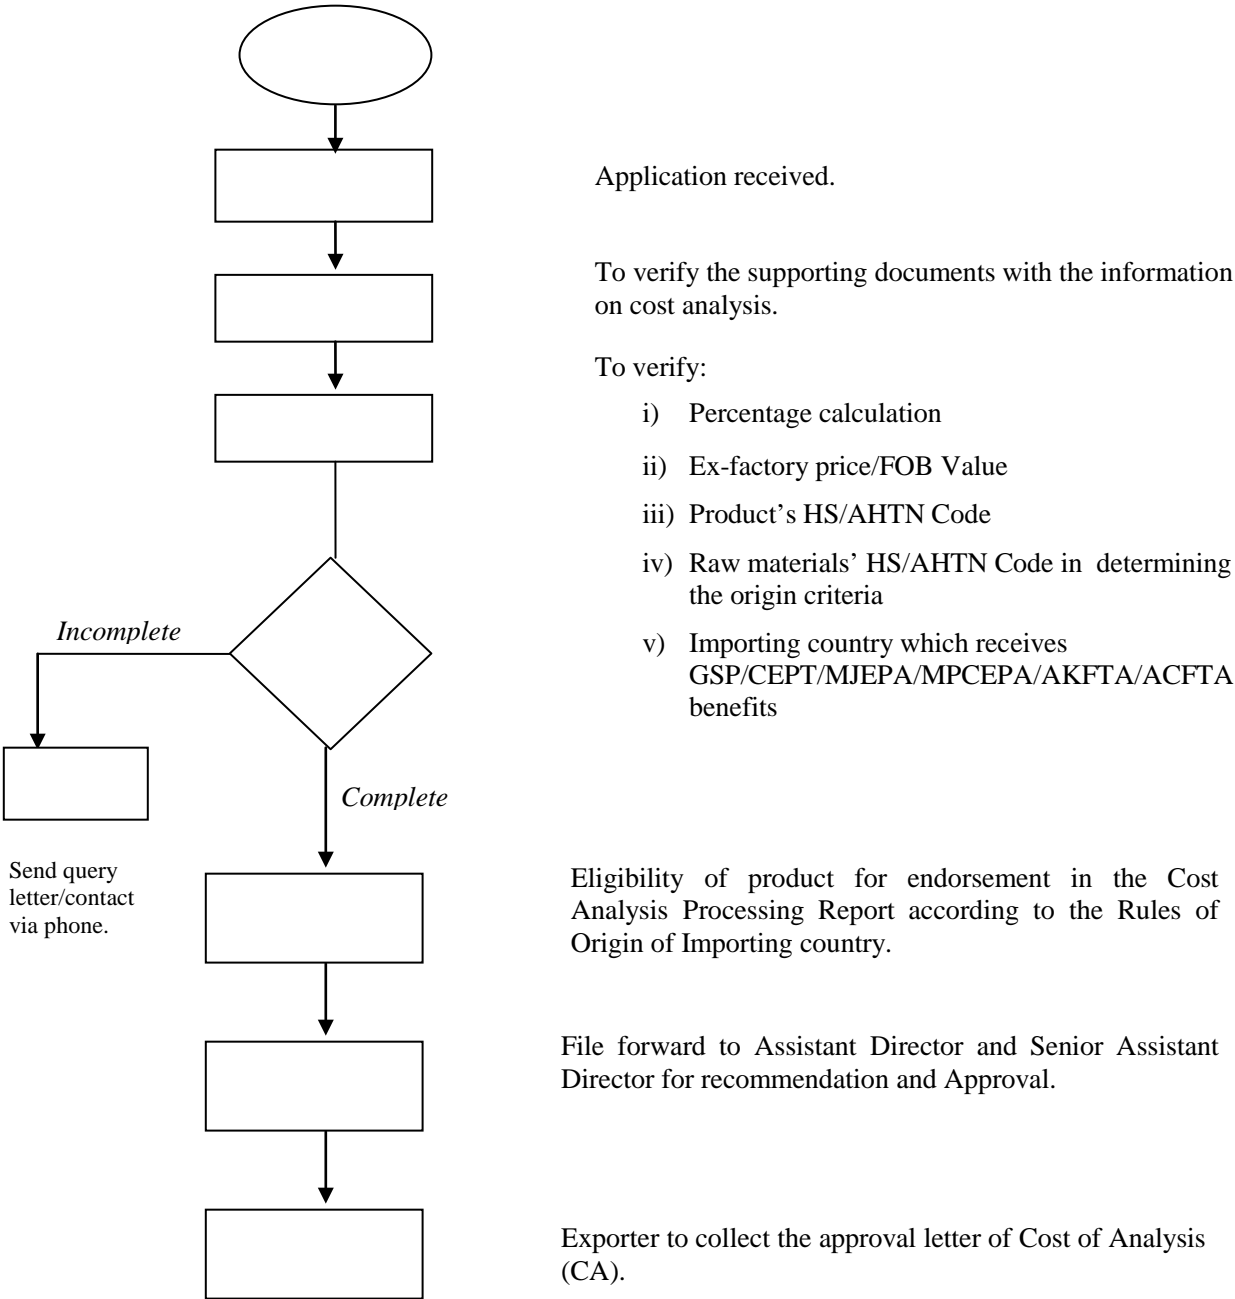 Application received.
To verify the supporting documents with the information
on cost analysis.
To verify:
i) Percentage calculation
ii) Ex-factory price/FOB Value
iii) Product’s HS/AHTN Code
iv) Raw materials’ HS/AHTN Code in determining
the origin criteria
Incomplete
v) Importing country which receives
GSP/CEPT/MJEPA/MPCEPA/AKFTA/ACFTA
benefits
Complete
Send query
letter/contact
via phone.
Eligibility of product for endorsement in the Cost
Analysis Processing Report according to the Rules of
Origin of Importing country.
File forward to Assistant Director and Senior Assistant
Director for recommendation and Approval.
Exporter to collect the approval letter of Cost of Analysis
(CA).